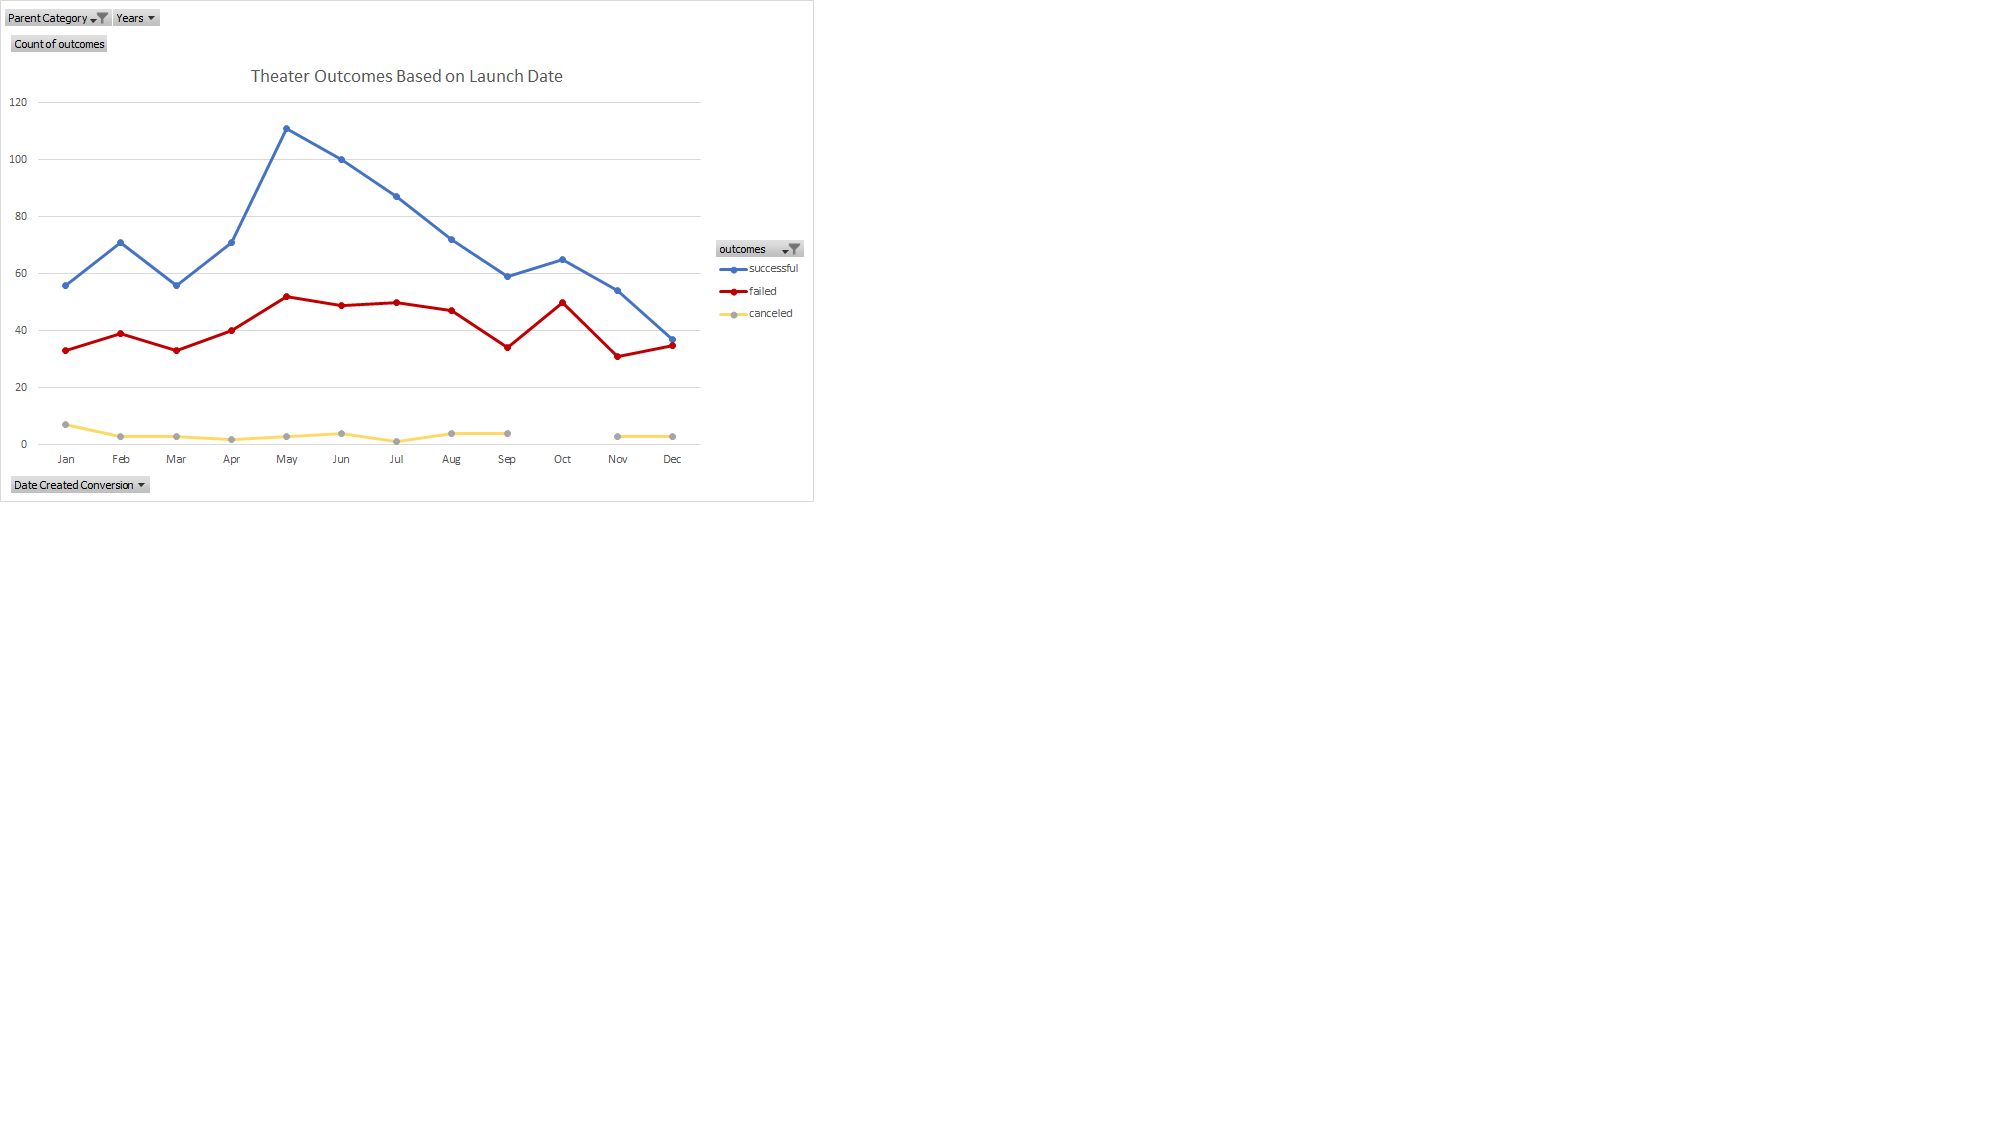 Parent Category Years
Count of outcomes
Theater Outcomes Based on Launch Date
120
100
80
60
40
20
0
Jan Feb Mar Apr May Jun Jul Aug Sep Oct Nov Dec
outcomes
successful
failed
canceled
Date Created Conversion